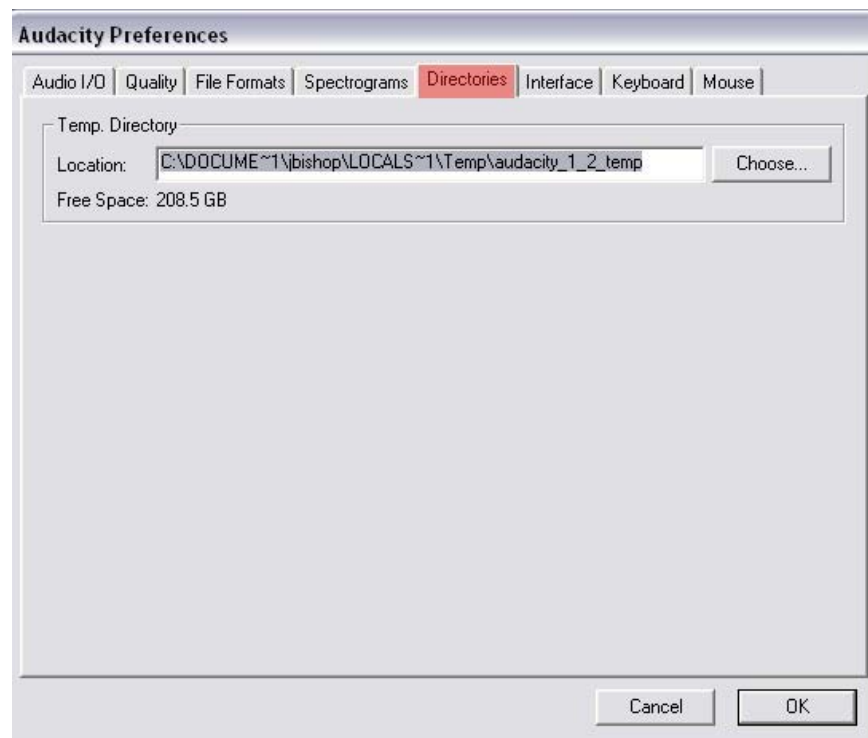 Audacity Preferences
Audio I/O Quality File Formats Spectrograms Directories Interface Keyboard Mouse
Temp. Directory
Location: C:\DOCUME~1\jbishop\LOCALS~1\Temp\audacity_1_2_temp Choose...
Free Space: 208.5 GB
Cancel OK